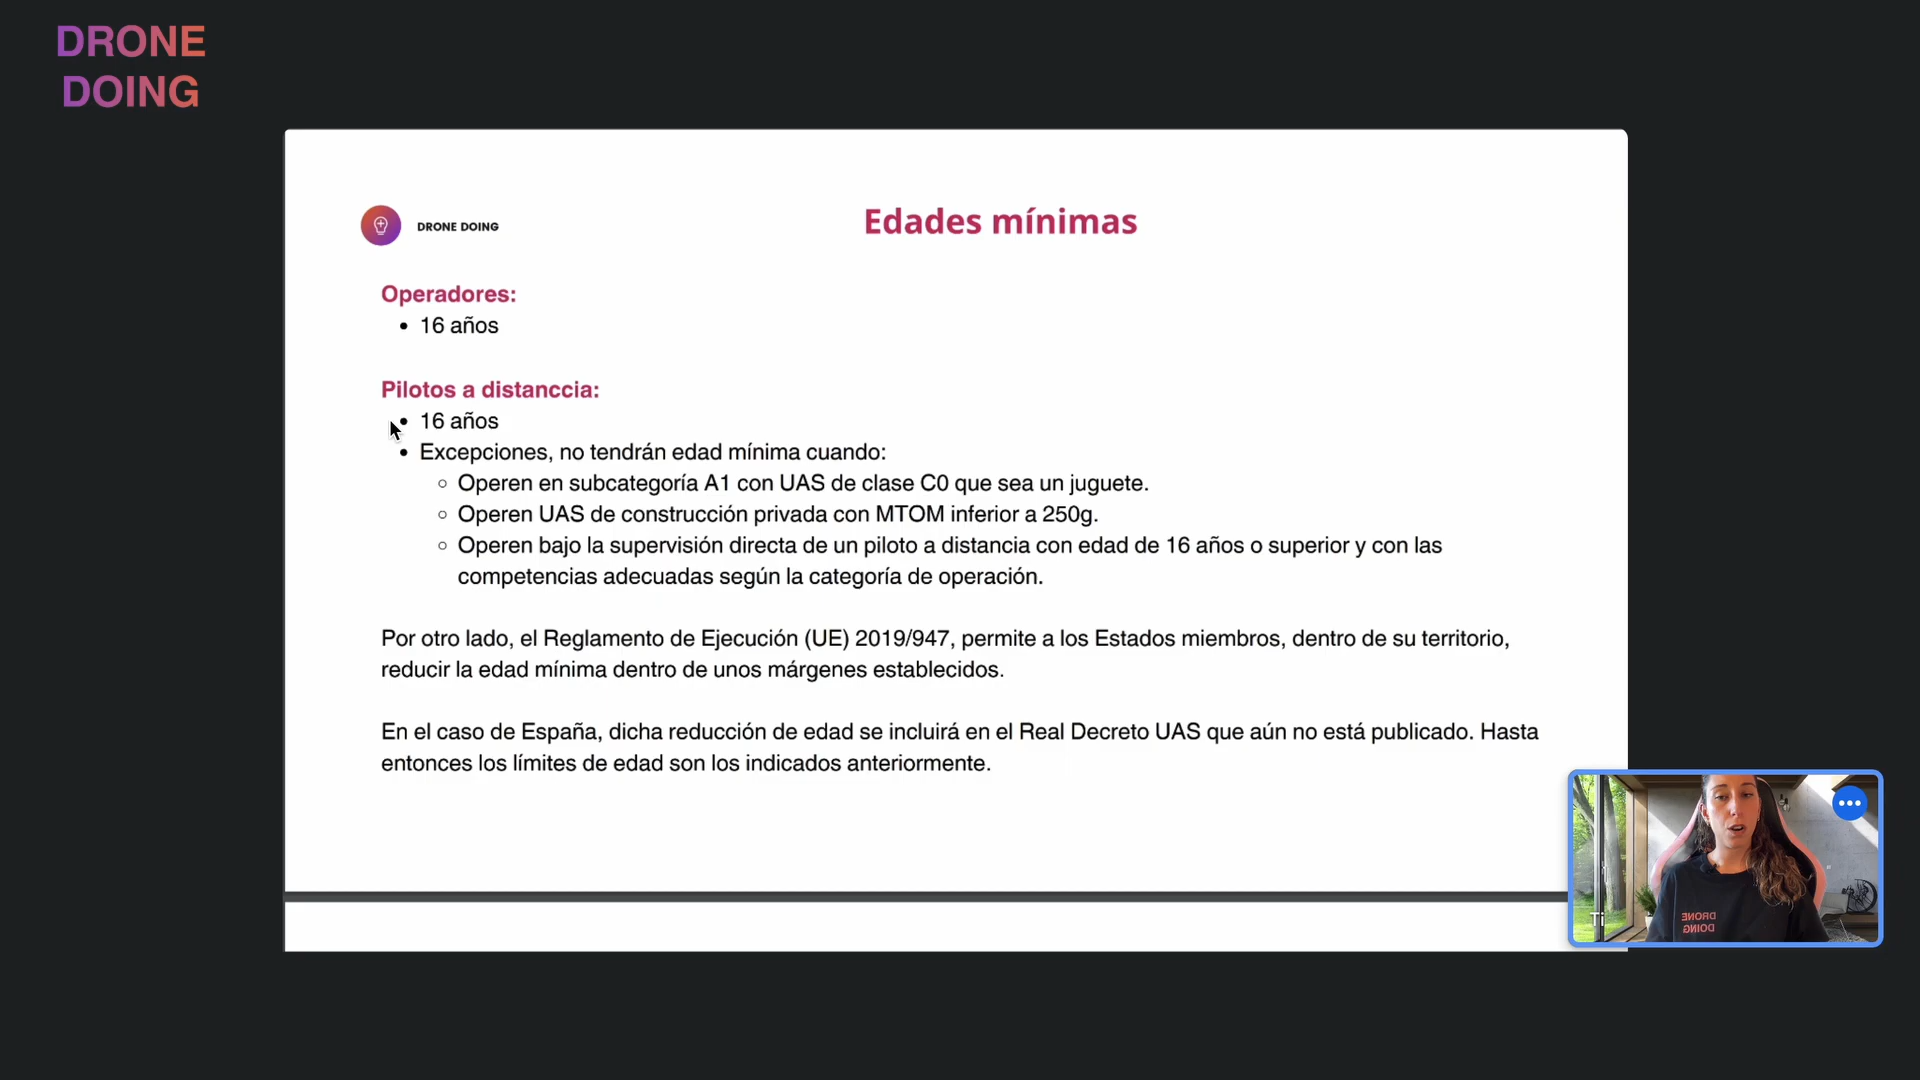 DRONE
DOING
DRONE DOING
Edades mínimas
Operadores:
• 16 años
Pilotos a distanccia:
• 16 años
• Excepciones, no tendrán edad mínima cuando:
○ Operen en subcategoría A1 con UAS de clase C0 que sea un juguete.
○ Operen UAS de construcción privada con MTOM inferior a 250g.
○ Operen bajo la supervisión directa de un piloto a distancia con edad de 16 años o superior y con las
competencias adecuadas según la categoría de operación.
Por otro lado, el Reglamento de Ejecución (UE) 2019/947, permite a los Estados miembros, dentro de su territorio,
reducir la edad mínima dentro de unos márgenes establecidos.
En el caso de España, dicha reducción de edad se incluirá en el Real Decreto UAS que aún no está publicado. Hasta
entonces los límites de edad son los indicados anteriormente.
Ti
DRONE
DOING